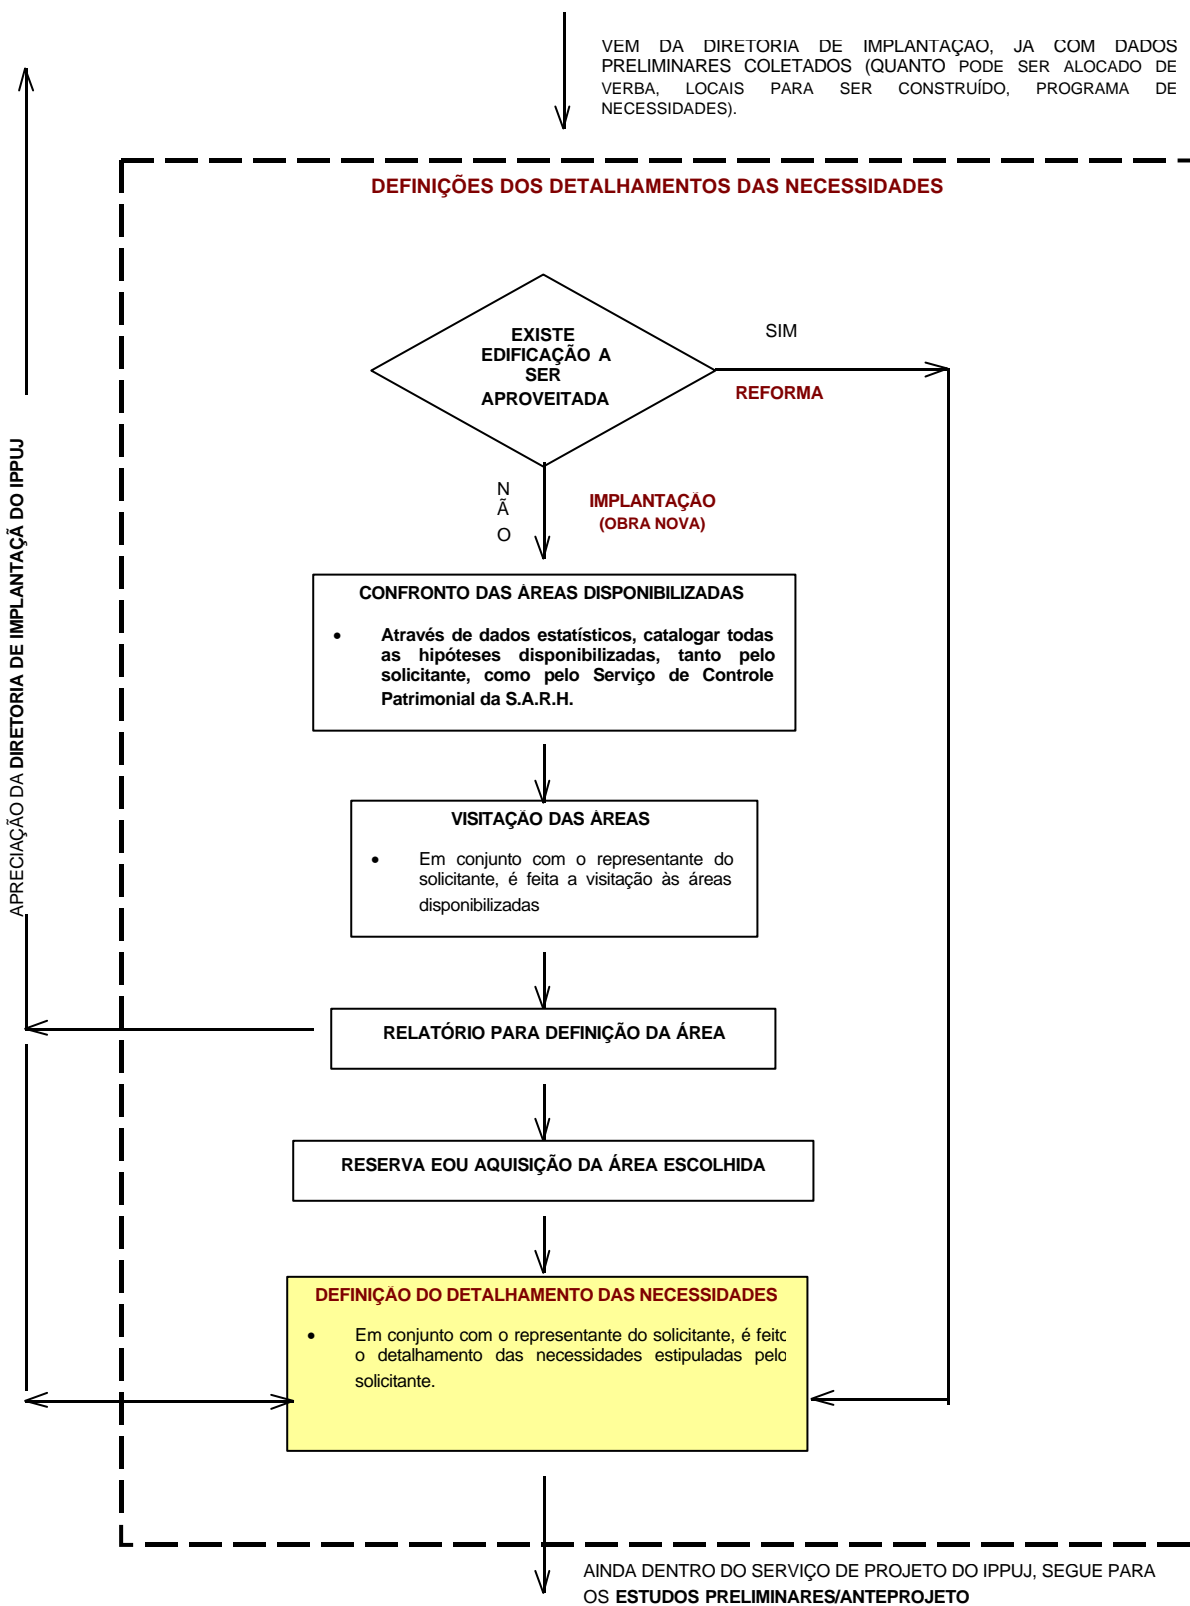 VEM DA DIRETORIA DE IMPLANTAÇÃO, JÁ COM DADOS
PRELIMINARES COLETADOS (QUANTO PODE SER ALOCADO DE
VERBA, LOCAIS PARA SER CONSTRUÍDO, PROGRAMA DE
NECESSIDADES).
DEFINIÇÕES DOS DETALHAMENTOS DAS NECESSIDADES
EXISTE
EDIFICAÇÃO A
SER
APROVEITADA
SIM
REFORMA
N
Ã
O
IMPLANTAÇÃO
(OBRA NOVA)
APRECIAÇÃO DA DIRETORIA DE IMPLANTAÇÃ DO IPPUJ
CONFRONTO DAS ÁREAS DISPONIBILIZADAS
• Através de dados estatísticos, catalogar todas
as hipóteses disponibilizadas, tanto pelo
solicitante, como pelo Serviço de Controle
Patrimonial da S.A.R.H.
VISITAÇÃO DAS ÁREAS
• Em conjunto com o representante do
solicitante, é feita a visitação às áreas
disponibilizadas
RELATÓRIO PARA DEFINIÇÃO DA ÁREA
RESERVA EOU AQUISIÇÃO DA ÁREA ESCOLHIDA
DEFINIÇÃO DO DETALHAMENTO DAS NECESSIDADES
• Em conjunto com o representante do solicitante, é feito
o detalhamento das necessidades estipuladas pelo
solicitante.
AINDA DENTRO DO SERVIÇO DE PROJETO DO IPPUJ, SEGUE PARA
OS ESTUDOS PRELIMINARES/ANTEPROJETO